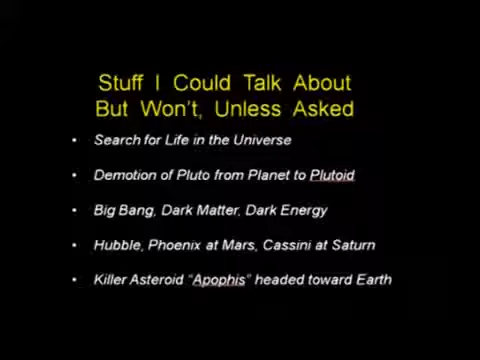 Stuff I Could Talk About
But Won't, Unless Asked
• Search for Life in the Universe
• Demotion of Pluto from Planet to Plutoid
• Big Bang, Dark Matter, Dark Energy
• Hubble, Phoenix at Mars, Cassini at Saturn
• Killer Asteroid “Apophis” headed toward Earth